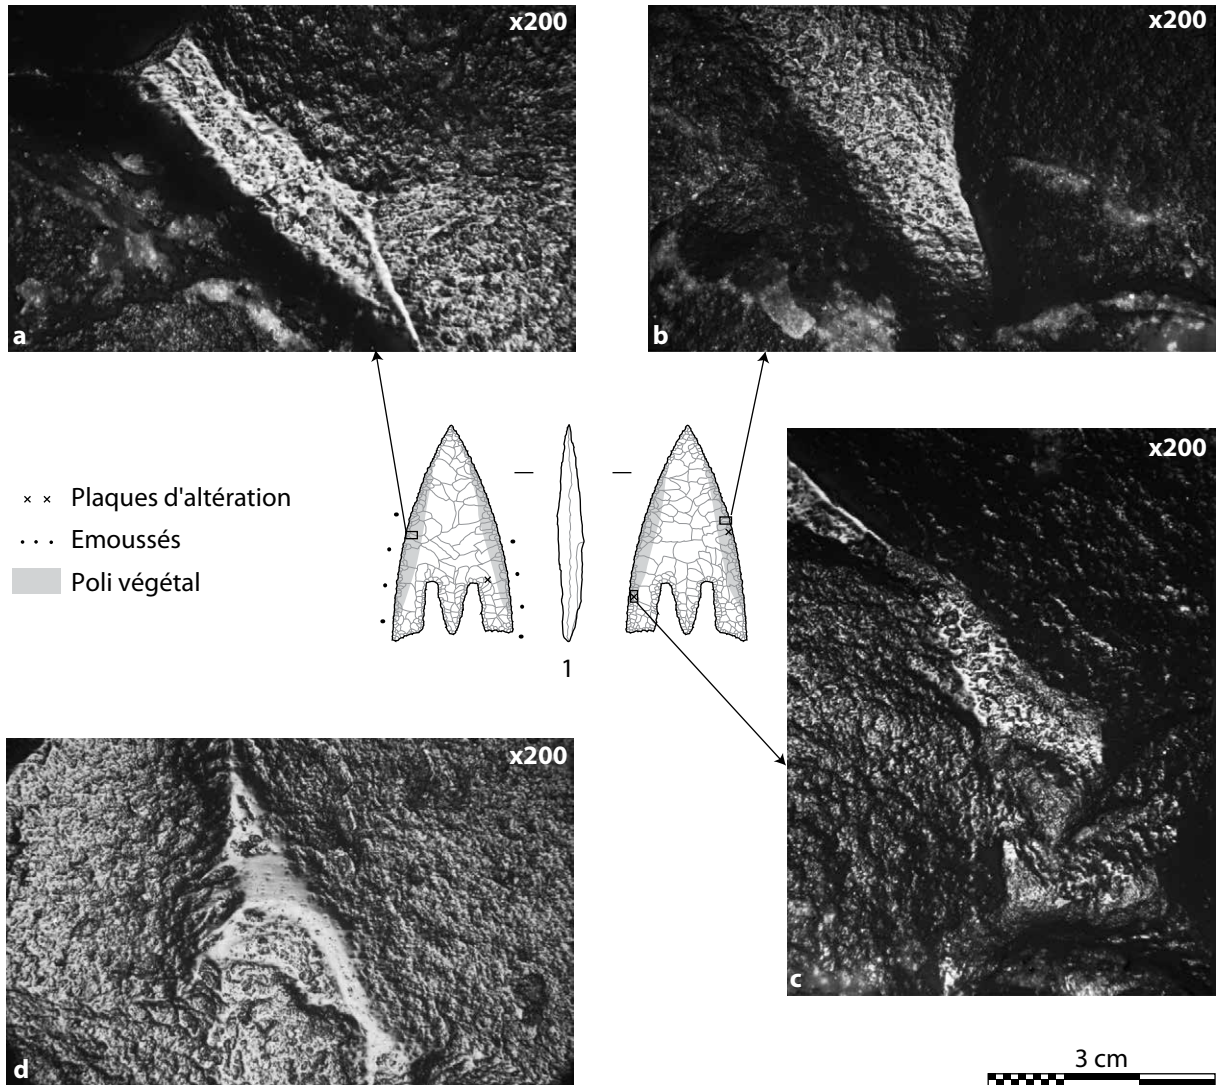 x200
a
x200
b
x x Plaques d'altération
. . . Emoussés
Poli végétal
1
x200
c
x200
d
3 cm